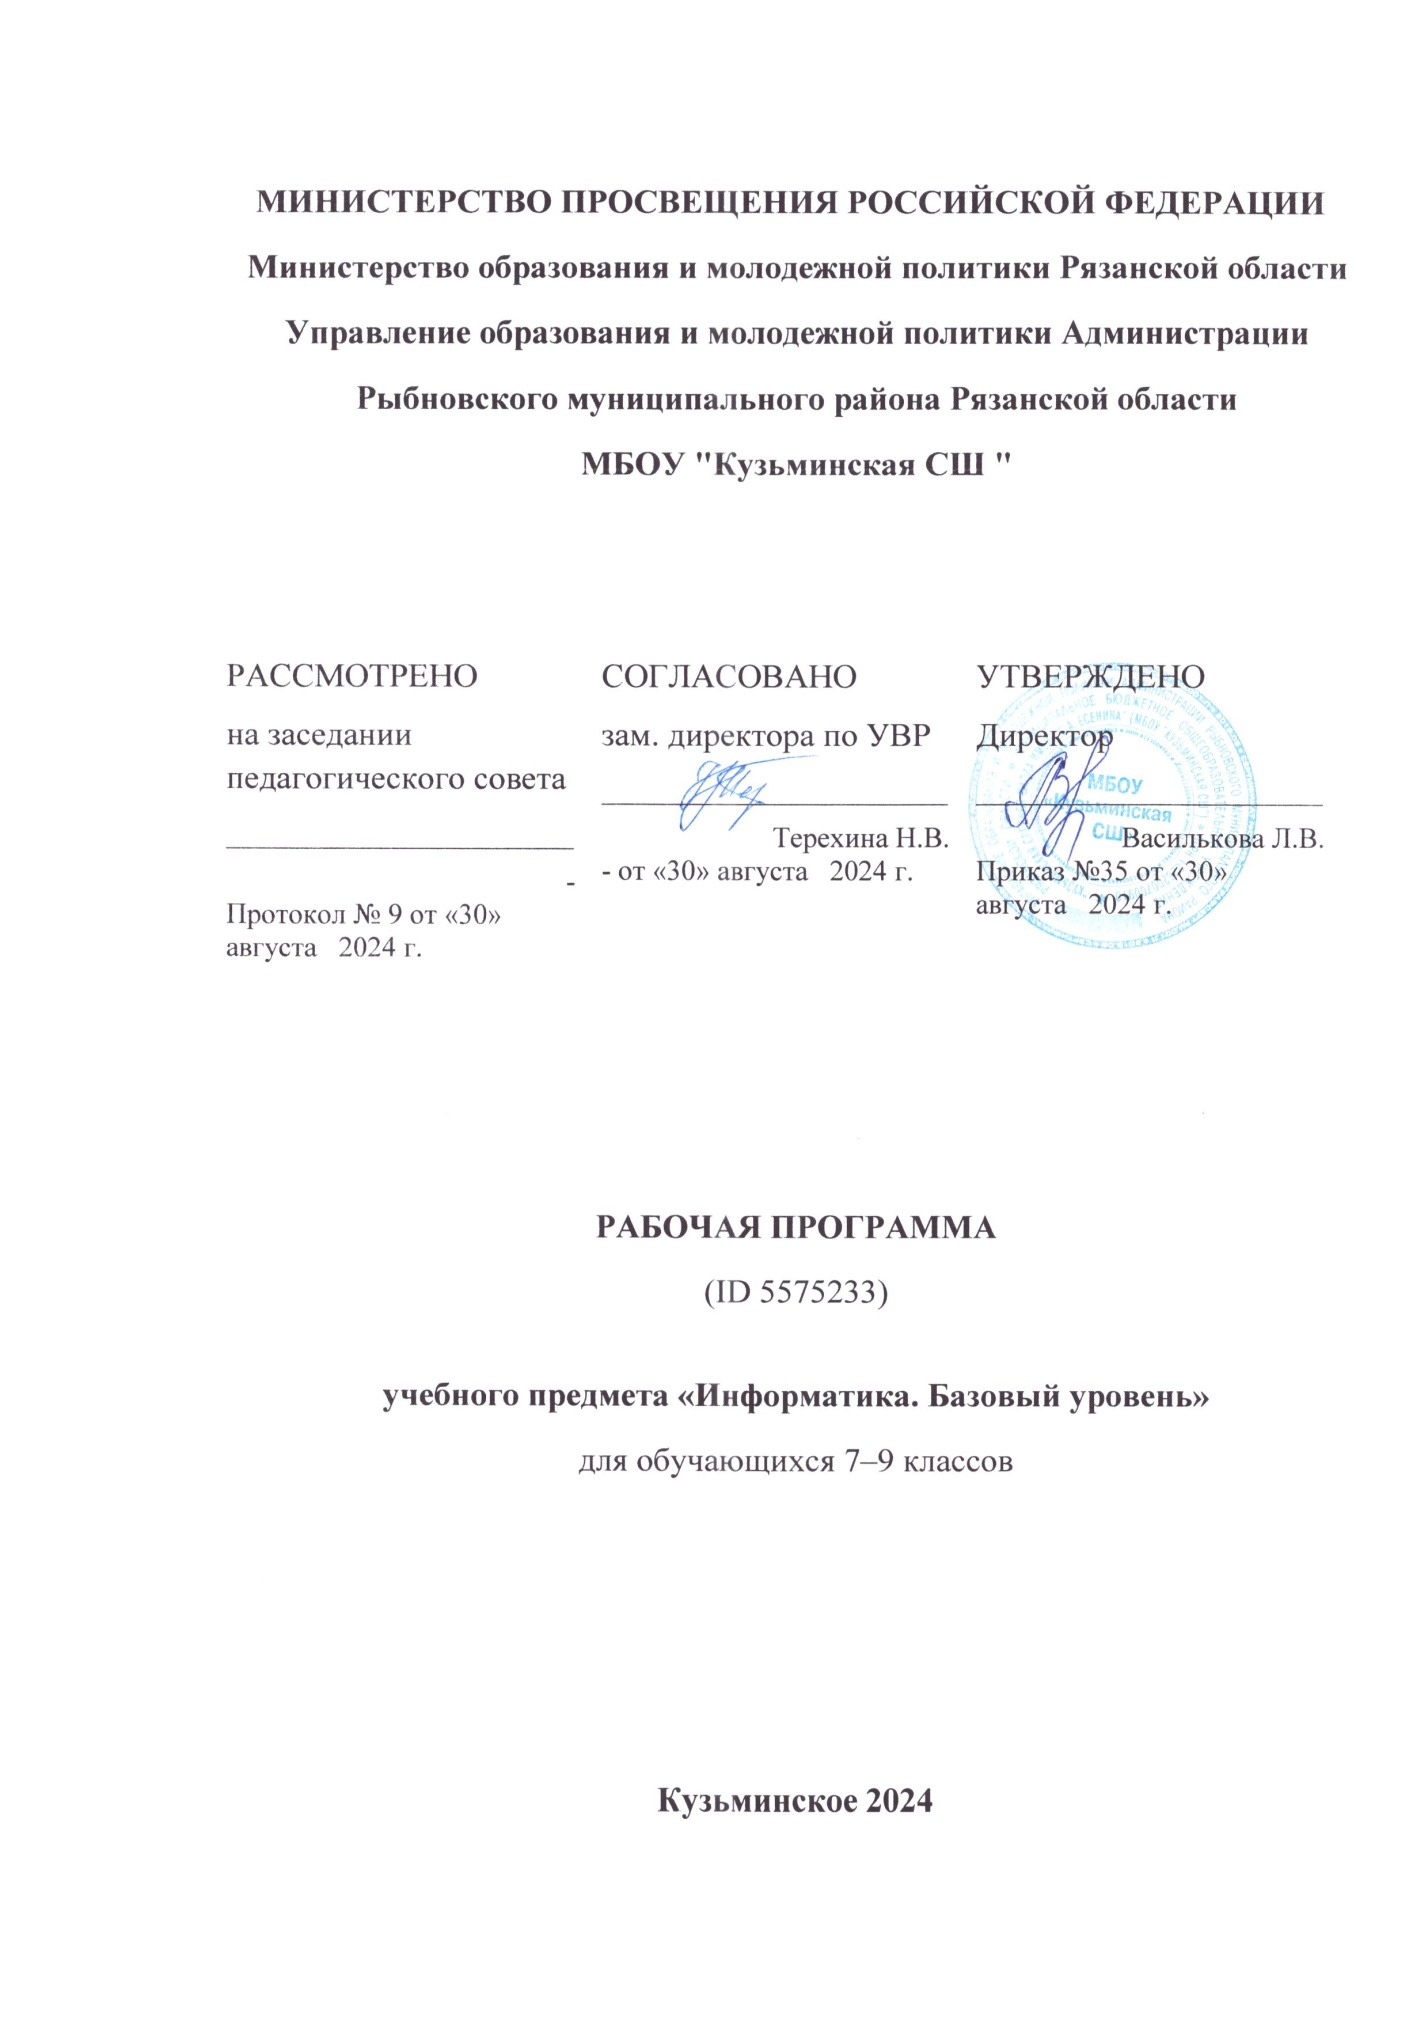 МИНИСТЕРСТВО ПРОСВЕЩЕНИЯ РОССИЙСКОЙ ФЕДЕРАЦИИ
Министерство образования и молодежной политики Рязанской области
Управление образования и молодежной политики Администрации
Рыбновского муниципального района Рязанской области
МБОУ "Кузьминская СШ "
РАССМОТРЕНО
на заседании
педагогического совета
-
Протокол № 9 от «30»
августа 2024 г.
СОГЛАСОВАНО
зам. директора по УВР
Терехина Н.В.
- от «30» августа 2024 г.
УТВЕРЖДЕНО
Директор
Василькова Л.В.
Приказ №35 от «30»
августа 2024 г.
МБОУ
«Кузьминская
СШ»
РАБОЧАЯ ПРОГРАММА
(ID 5575233)
учебного предмета «Информатика. Базовый уровень»
для обучающихся 7–9 классов
Кузьминское 2024